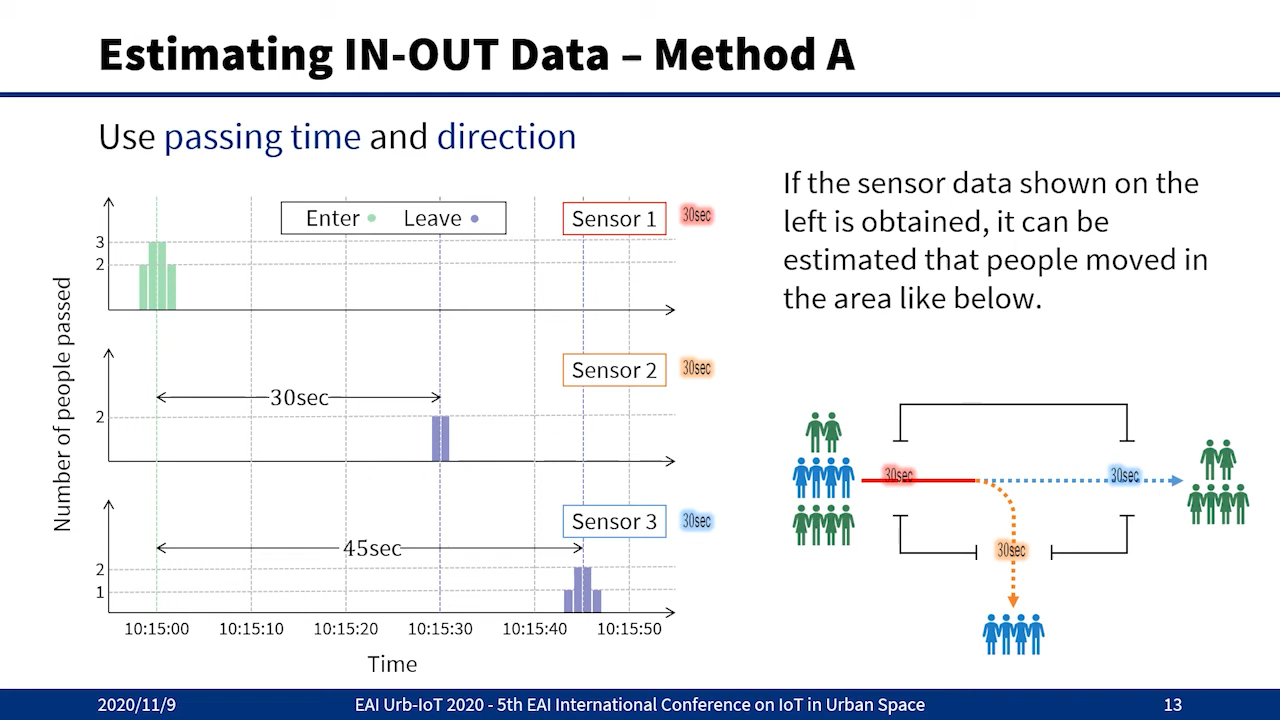 Estimating IN-OUT Data – Method A
Use passing time and direction
If the sensor data shown on the
left is obtained, it can be
estimated that people moved in
the area like below.
Number of people passed
Enter Leave
Sensor 1 30sec
3
2
Sensor 2 30sec
30sec
2
Sensor 3 30sec
45sec
2
1
10:15:00 10:15:10 10:15:20 10:15:30 10:15:40 10:15:50
Time
30sec 30sec
30sec
2020/11/9 EAI Urb-IoT 2020 - 5th EAI International Conference on IoT in Urban Space 13